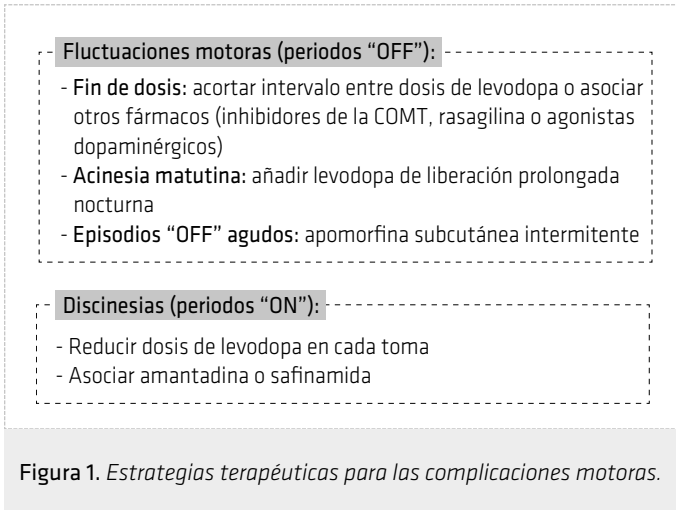 Fluctuaciones motoras (periodos “OFF”):
- Fin de dosis: acortar intervalo entre dosis de levodopa o asociar
otros fármacos (inhibidores de la COMT, rasagilina o agonistas
dopaminérgicos)
- Acinesia matutina: añadir levodopa de liberación prolongada
nocturna
- Episodios “OFF” agudos: apomorfina subcutánea intermitente
Discinesias (periodos “ON”):
- Reducir dosis de levodopa en cada toma
- Asociar amantadina o safinamida
Figura 1. Estrategias terapéuticas para las complicaciones motoras.